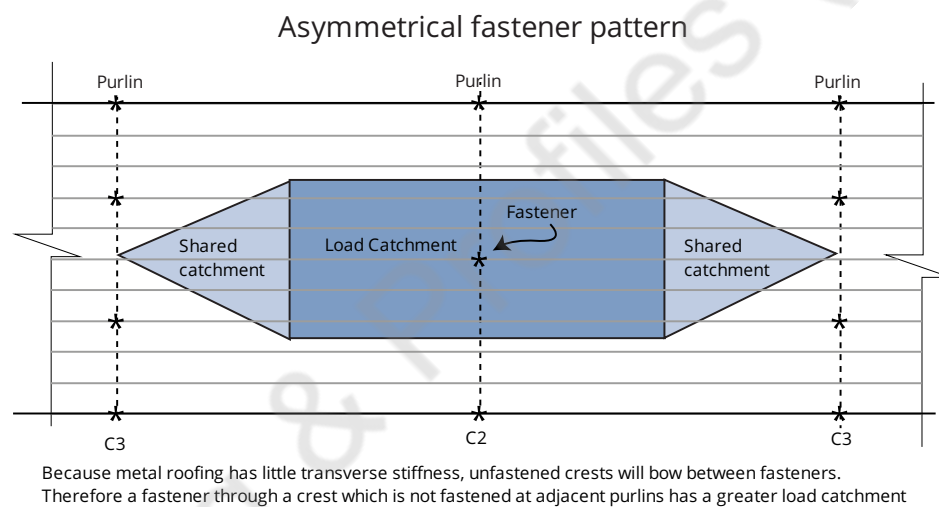 Asymmetrical fastener pattern
Purlin Purlin Purlin
Fastener
Shared catchment
Load Catchment
Shared catchment
C3 C2 C3
Because metal roofing has little transverse stiffness, unfastened crests will bow between fasteners.
Therefore a fastener through a crest which is not fastened at adjacent purlins has a greater load catchment
& profiles